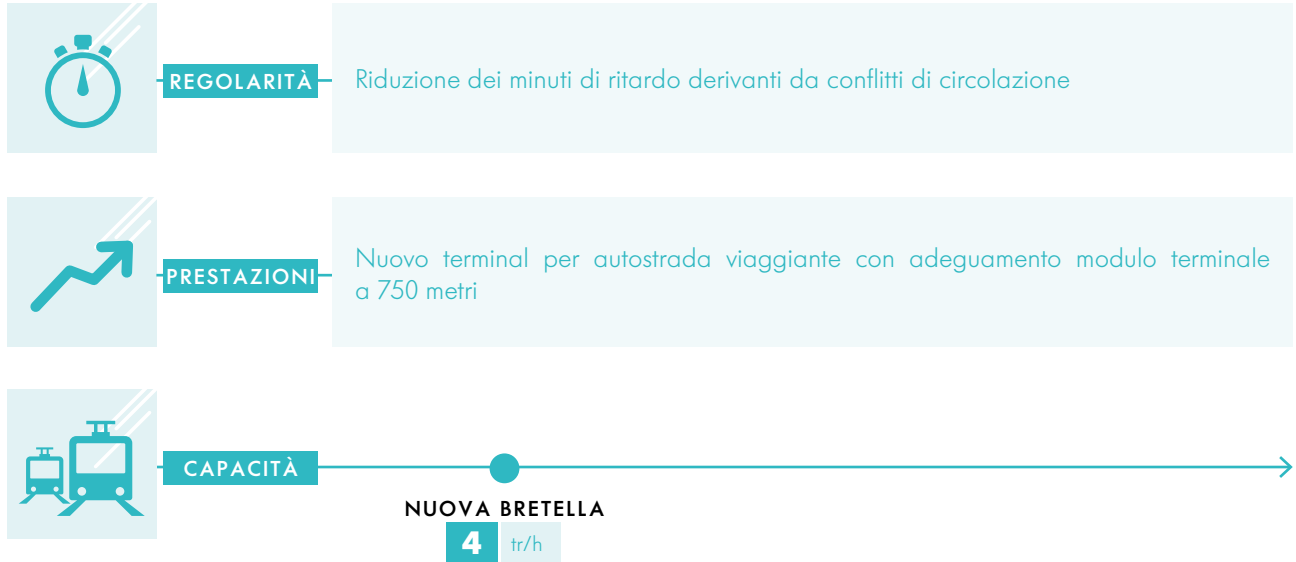 REGOLARITÀ
Riduzione dei minuti di ritardo derivanti da conflitti di circolazione
PRESTAZIONI
Nuovo terminal per autostrada viaggiante con adeguamento modulo terminale
a 750 metri
CAPACITÀ
NUOVA BRETELLA
4 tr/h